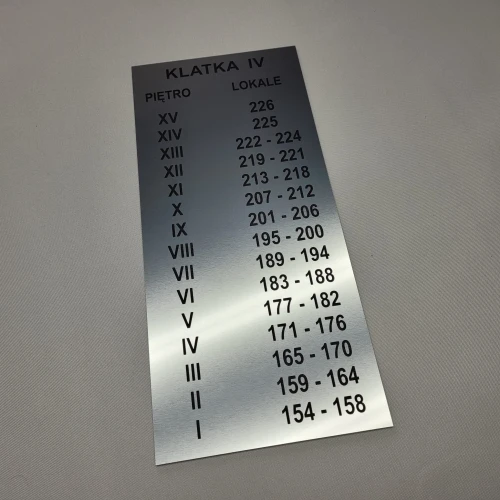 KLATKA IV
PIĘTRO LOKALE
XV 226
XIV 225
XIII 222 - 224
XII 219 - 221
XI 213 - 218
X 207 - 212
IX 201 - 206
VIII 195 - 200
VII 189 - 194
VI 183 - 188
V 177 - 182
IV 171 - 176
III 165 - 170
II 159 - 164
I 154 - 158